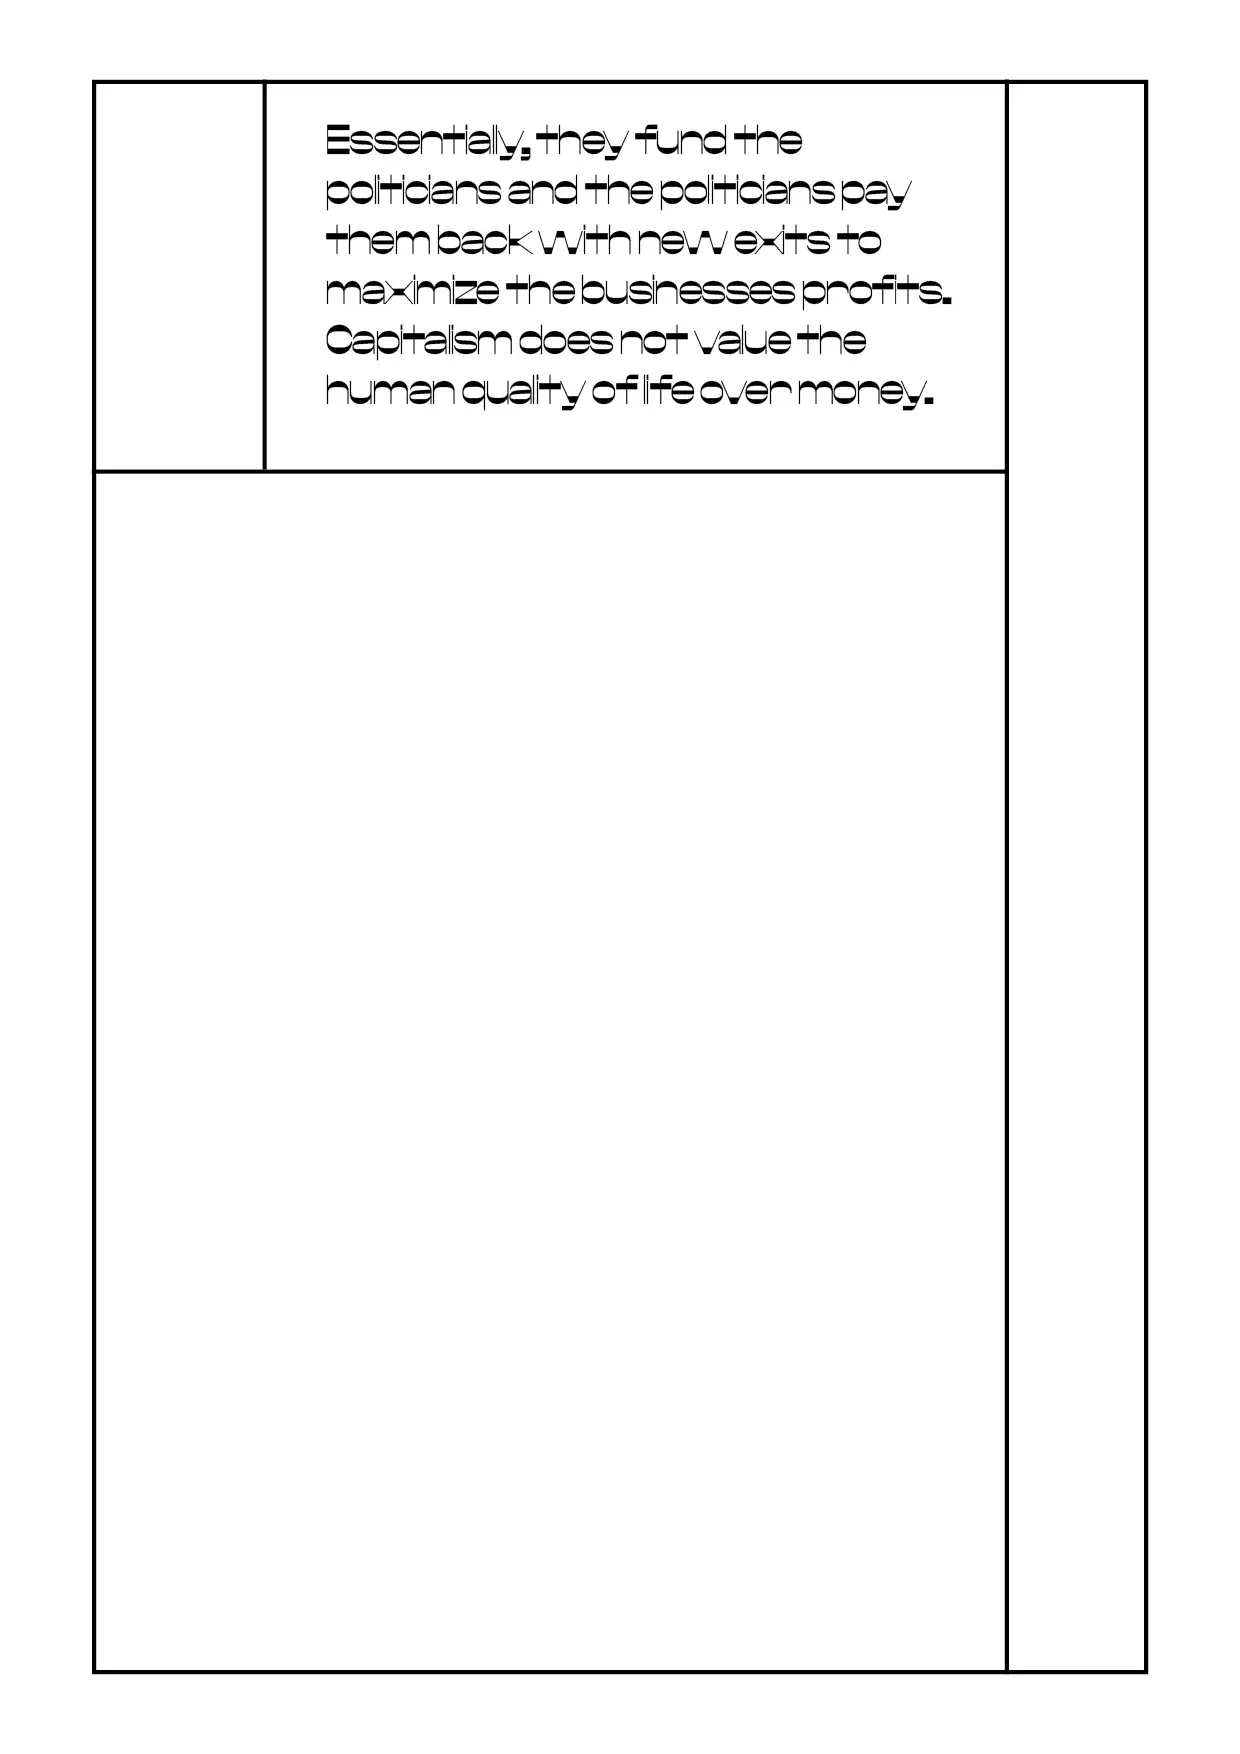 Essentially, they fund the
politicians and the politicians pay
them back with new exits to
maximize the businesses profits.
Capitalism does not value the
human quality of life over money.